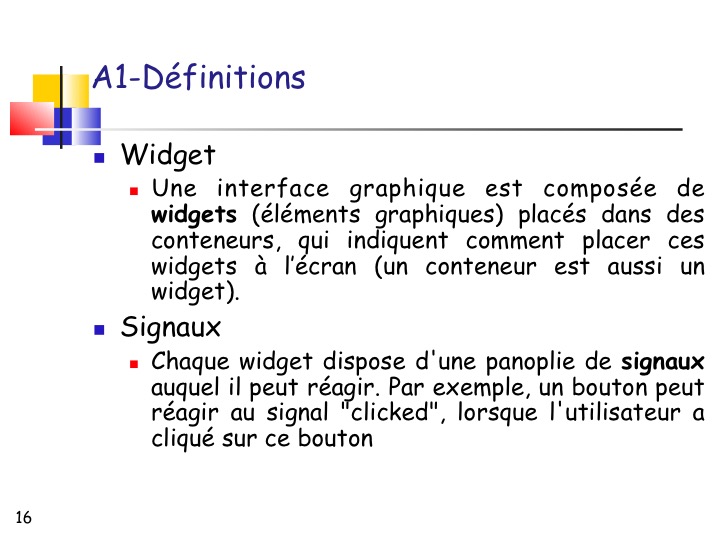 A1-Définitions
Widget
Une interface graphique est composée de
widgets (éléments graphiques) placés dans des
conteneurs, qui indiquent comment placer ces
widgets à l'écran (un conteneur est aussi un
widget).
Signaux
Chaque widget dispose d'une panoplie de signaux
auquel il peut réagir. Par exemple, un bouton peut
réagir au signal "clicked", lorsque l'utilisateur a
cliqué sur ce bouton
16